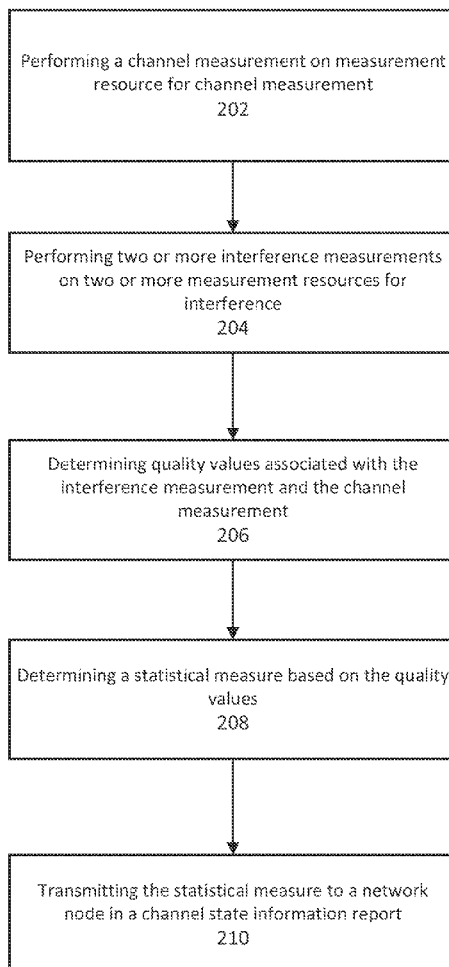 Performing a channel measurement on measurement
resource for channel measurement
202
Performing two or more interference measurements
on two or more measurement resources for
interference
204
Determining quality values associated with the
interference measurement and the channel
measurement
206
Determining a statistical measure based on the quality
values
208
Transmitting the statistical measure to a network
node in a channel state information report
210